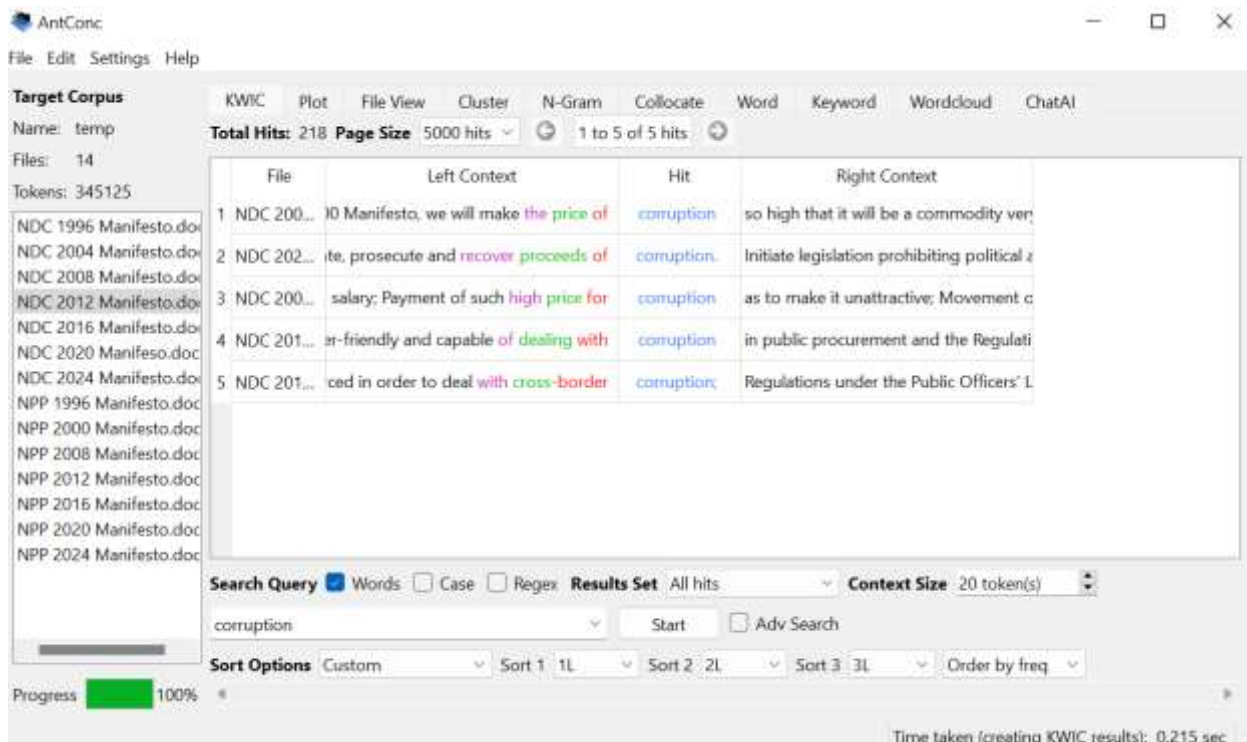 AntConc
File Edit Settings Help
Target Corpus
Name: temp
Files: 14
Tokens: 345125
NDC 1996 Manifesto.do
NDC 2004 Manifesto.do
NDC 2008 Manifesto.do
NDC 2012 Manifesto.do
NDC 2016 Manifesto.do
NDC 2020 Manifeso.doc
NDC 2024 Manifesto.do
NPP 1996 Manifesto.doc
NPP 2000 Manifesto.doc
NPP 2008 Manifesto.doc
NPP 2012 Manifesto.doc
NPP 2016 Manifesto.doc
NPP 2020 Manifesto.doc
NPP 2024 Manifesto.doc
Progress 100%
KWIC Plot File View Cluster N-Gram Collocate Word Keyword Wordcloud ChatAI
Total Hits: 218 Page Size 5000 hits 1 to 5 of 5 hits
File Left Context Hit Right Context
1 NDC 200... 0 Manifesto, we will make the price of corruption so high that it will be a commodity very
2 NDC 202... te, prosecute and recover proceeds of corruption. Initiate legislation prohibiting political a
3 NDC 200... salary; Payment of such high price for corruption as to make it unattractive; Movement o
4 NDC 201... er-friendly and capable of dealing with corruption in public procurement and the Regulati
5 NDC 201... ced in order to deal with cross-border corruption; Regulations under the Public Officers' L
Search Query Words Case Regex Results Set All hits Context Size 20 token(s)
corruption Start Adv Search
Sort Options Custom Sort 1 1L Sort 2 2L Sort 3 3L Order by freq
Time taken (creating KWIC results): 0.215 sec